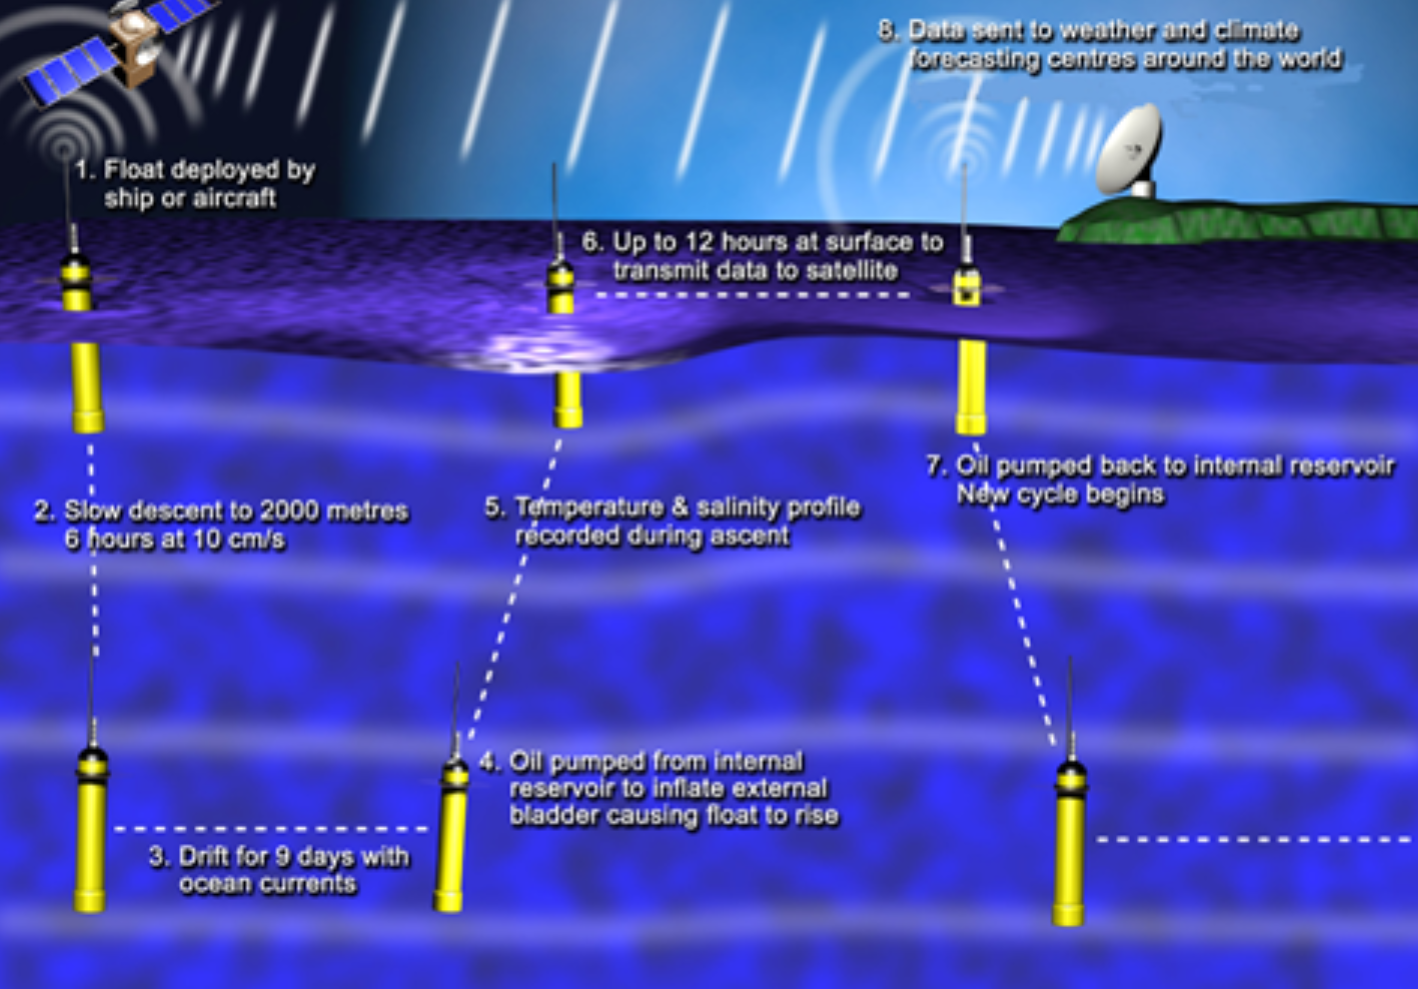 1. Float deployed by
ship or aircraft
2. Slow descent to 2000 metres
6 hours at 10 cm/s
3. Drift for 9 days with
ocean currents
4. Oil pumped from internal
reservoir to inflate external
bladder causing float to rise
5. Temperature & salinity profile
recorded during ascent
6. Up to 12 hours at surface to
transmit data to satellite
7. Oil pumped back to internal reservoir
New cycle begins
8. Data sent to weather and climate
forecasting centres around the world